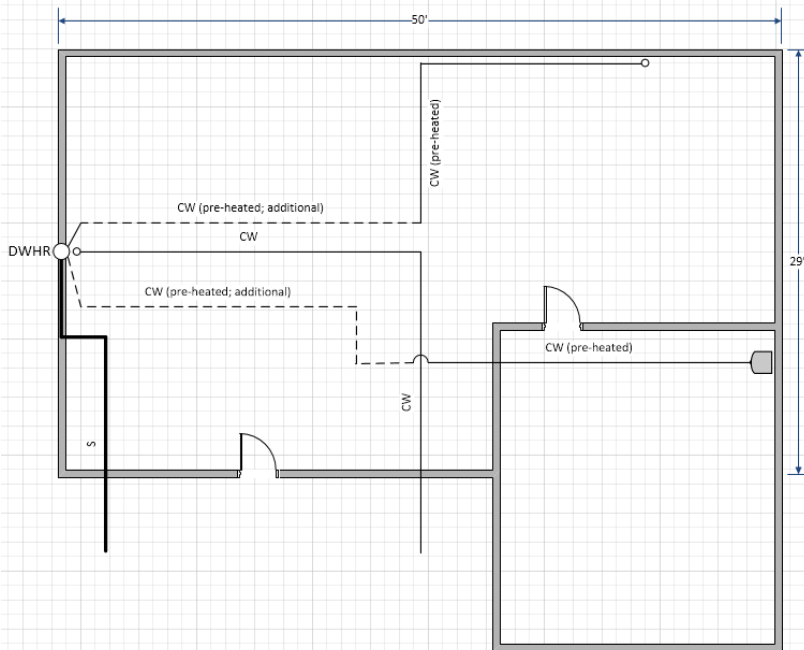 50'
CW (pre-heated)
CW (pre-heated; additional)
CW
DWHR
29'
CW (pre-heated; additional)
CW (pre-heated)
CW
S